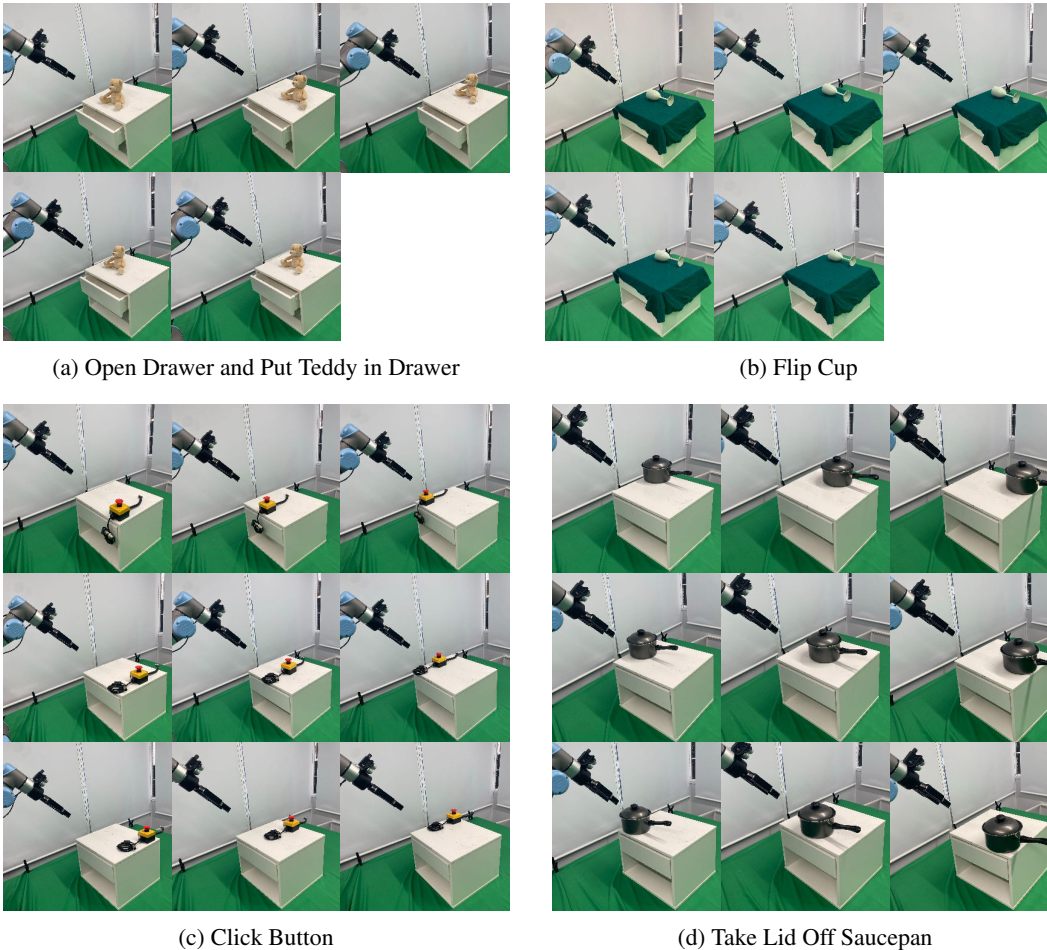 (a) Open Drawer and Put Teddy in Drawer
(b) Flip Cup
(c) Click Button
(d) Take Lid Off Saucepan